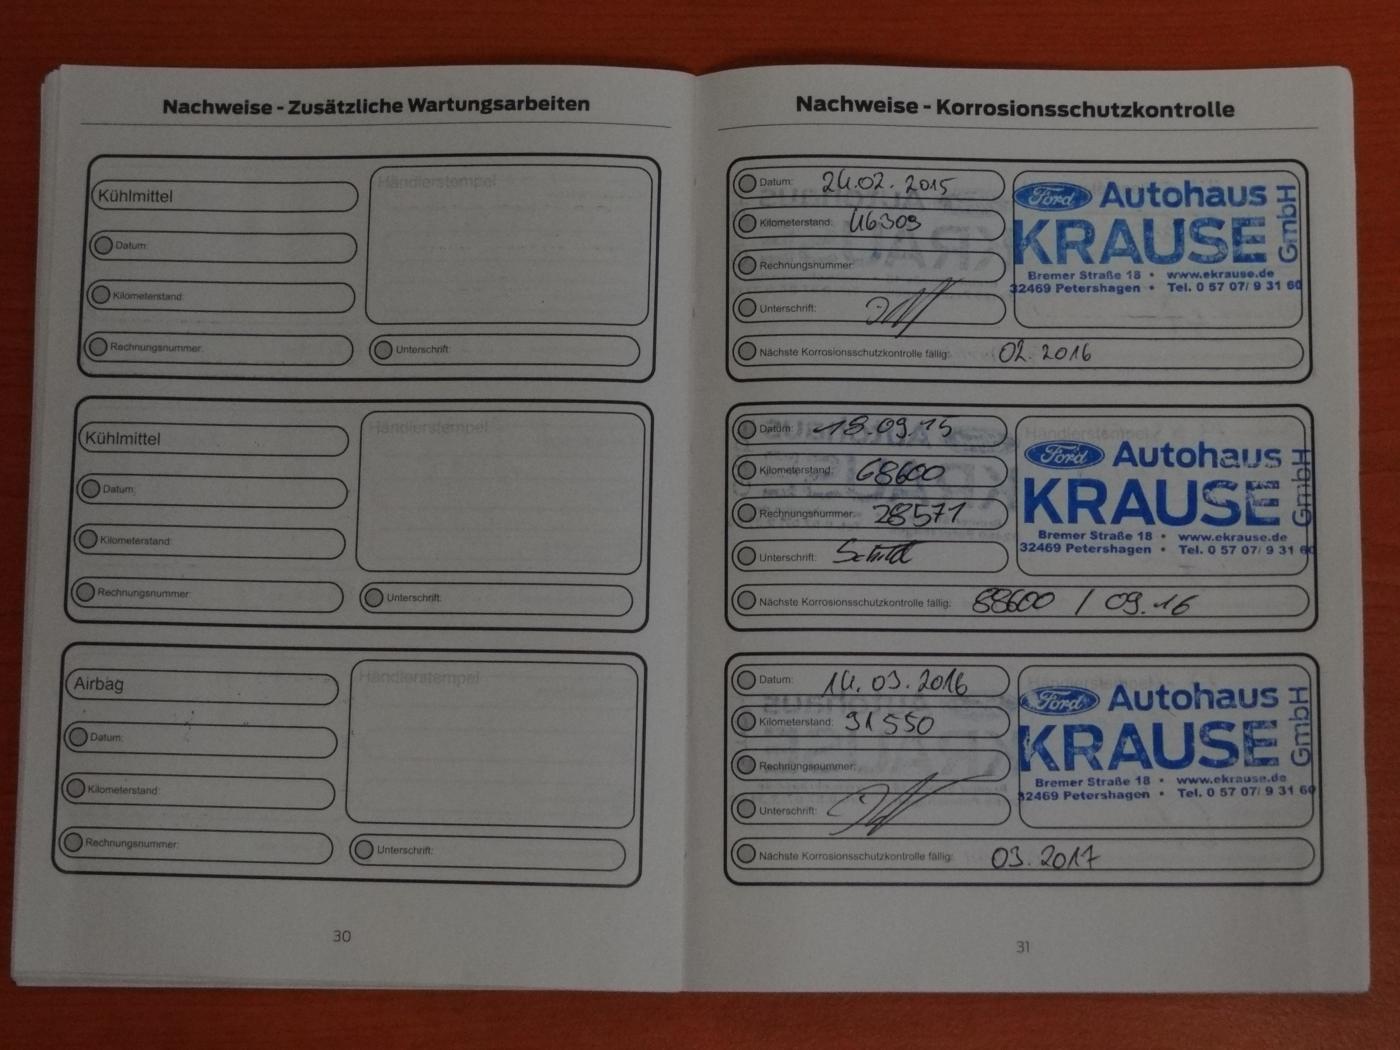 Nachweise - Zusätzliche Wartungsarbeiten
Kühlmittel
Händlerstempel
Datum:
Kilometerstand:
Rechnungsnummer:
Unterschrift:
Kühlmittel
Händlerstempel
Datum:
Kilometerstand:
Rechnungsnummer:
Unterschrift:
Airbag
Händlerstempel
Datum:
Kilometerstand:
Rechnungsnummer:
Unterschrift:
30
Nachweise - Korrosionsschutzkontrolle
Datum: 24.02.2015
Kilometerstand: 46309
Rechnungsnummer:
Unterschrift:
Ford Autohaus
KRAUSE GmbH
Bremer Straße 18 • www.ekrause.de
32469 Petershagen • Tel. 0 57 07/ 9 31 60
Nächste Korrosionsschutzkontrolle fällig: 02.2016
Datum: 18.09.15
Kilometerstand: 68600
Rechnungsnummer: 28571
Unterschrift:
Händlerstempel
Ford Autohaus
KRAUSE GmbH
Bremer Straße 18 • www.ekrause.de
32469 Petershagen • Tel. 0 57 07/ 9 31 60
Nächste Korrosionsschutzkontrolle fällig: 88600 / 09.16
Datum: 14.03.2016
Kilometerstand: 91550
Rechnungsnummer:
Unterschrift:
Händlerstempel
Ford Autohaus
KRAUSE GmbH
Bremer Straße 18 • www.ekrause.de
32469 Petershagen • Tel. 0 57 07/ 9 31 60
Nächste Korrosionsschutzkontrolle fällig: 03.2017
31